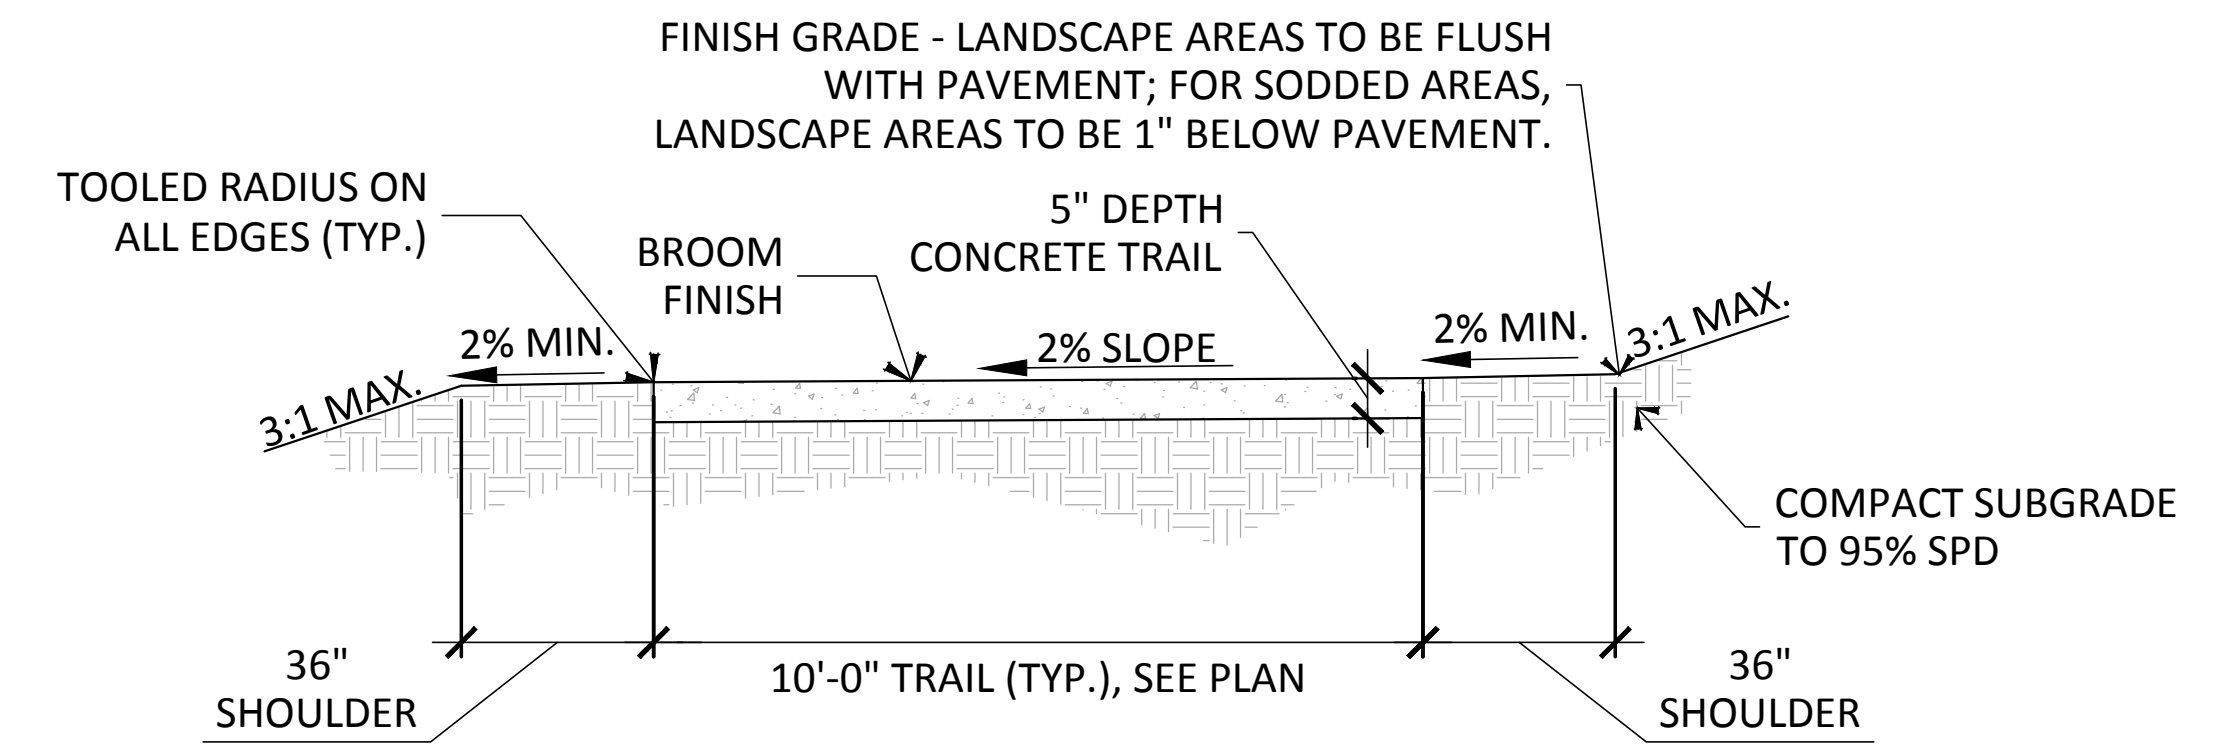 FINISH GRADE - LANDSCAPE AREAS TO BE FLUSH
WITH PAVEMENT; FOR SODDED AREAS,
LANDSCAPE AREAS TO BE 1" BELOW PAVEMENT.
TOOLED RADIUS ON
ALL EDGES (TYP.)
BROOM
FINISH
5" DEPTH
CONCRETE TRAIL
3:1 MAX.
2% MIN.
2% SLOPE
2% MIN.
3:1 MAX.
COMPACT SUBGRADE
TO 95% SPD
36"
SHOULDER
10'-0" TRAIL (TYP.), SEE PLAN
36"
SHOULDER